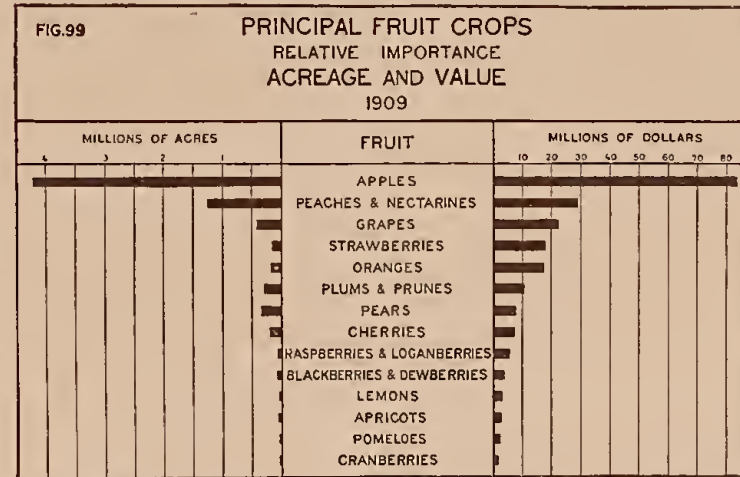 FIG.99
PRINCIPAL FRUIT CROPS
RELATIVE IMPORTANCE
ACREAGE AND VALUE
1909
MILLIONS OF ACRES
FRUIT
MILLIONS OF DOLLARS
4 3 2 1
10 20 30 40 50 60 70 80
APPLES
PEACHES & NECTARINES
GRAPES
STRAWBERRIES
ORANGES
PLUMS & PRUNES
PEARS
CHERRIES
RASPBERRIES & LOGANBERRIES
BLACKBERRIES & DEWBERRIES
LEMONS
APRICOTS
POMELOES
CRANBERRIES